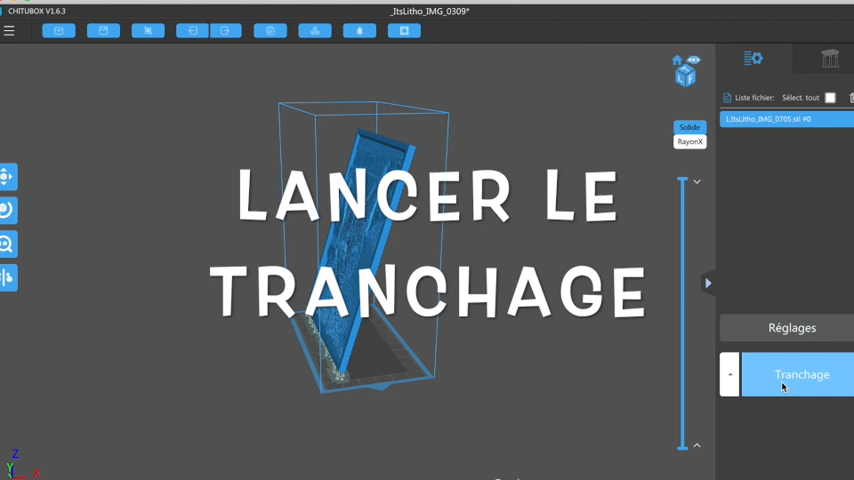 CHITUBOX V1.6.3
_ItsLitho_IMG_0309*
Liste fichier:
Sélect. tout
1.ItsLitho_IMG_0705.stl #0
Solide
RayonX
LANCER LE
TRANCHAGE
Réglages
Tranchage
L F
Z
Y
X